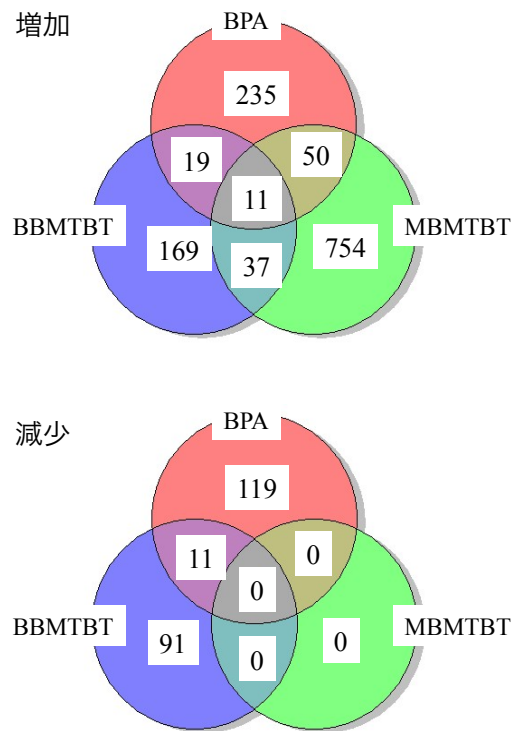 増加
BPA
235
19
50
11
BBMTBT
MBMTBT
169
754
37
減少
BPA
119
11
0
0
BBMTBT
MBMTBT
91
0
0